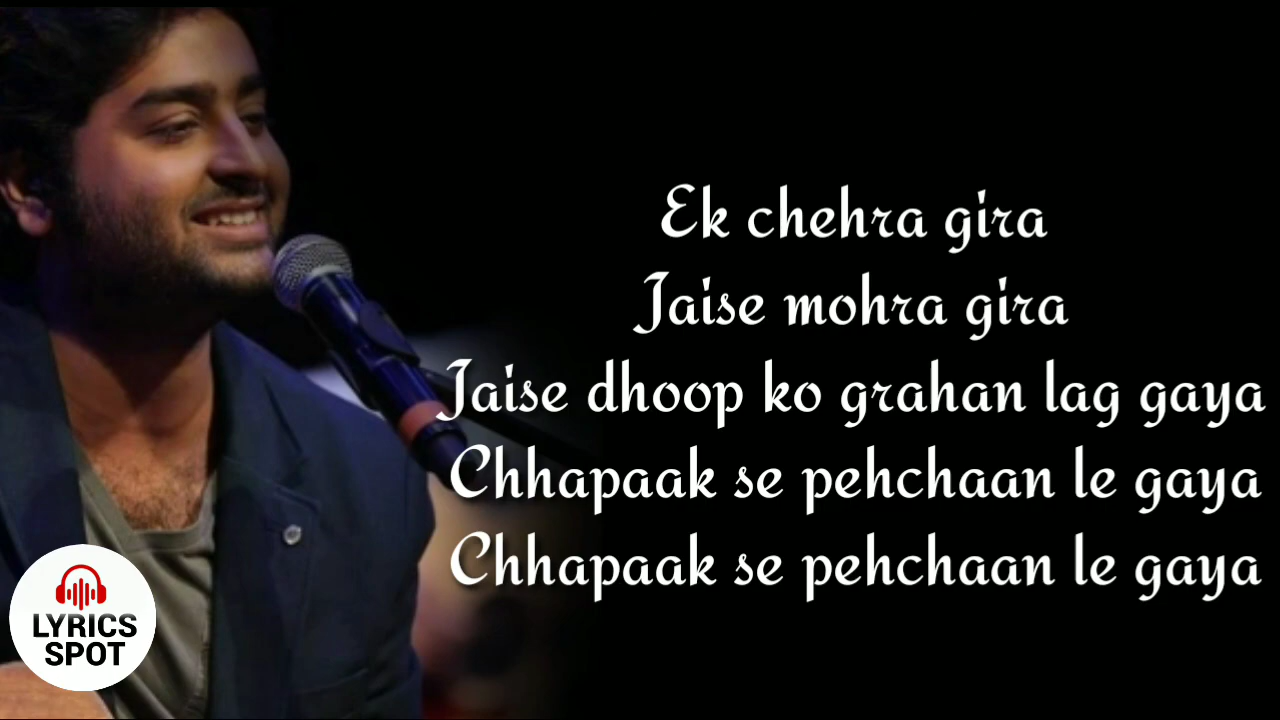 Ek chehra gira
Jaise mohra gira
Jaise dhoop ko grahan lag gaya
Chhapaak se pehchaan le gaya
Chhapaak se pehchaan le gaya
LYRICS
SPOT